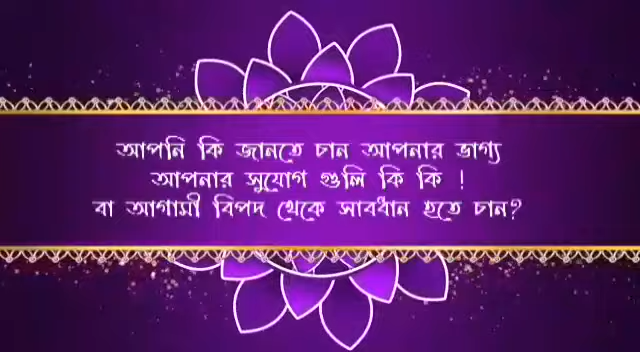 আপনি কি জানতে চান আপনার ভাগ্য
আপনার সুযোগ গুলি কি কি !
বা আগামী বিপদ থেকে সাবধান হতে চান?